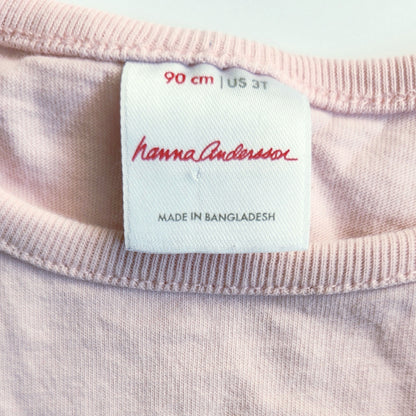 90 cm | US 3T
hanna Andersson
MADE IN BANGLADESH